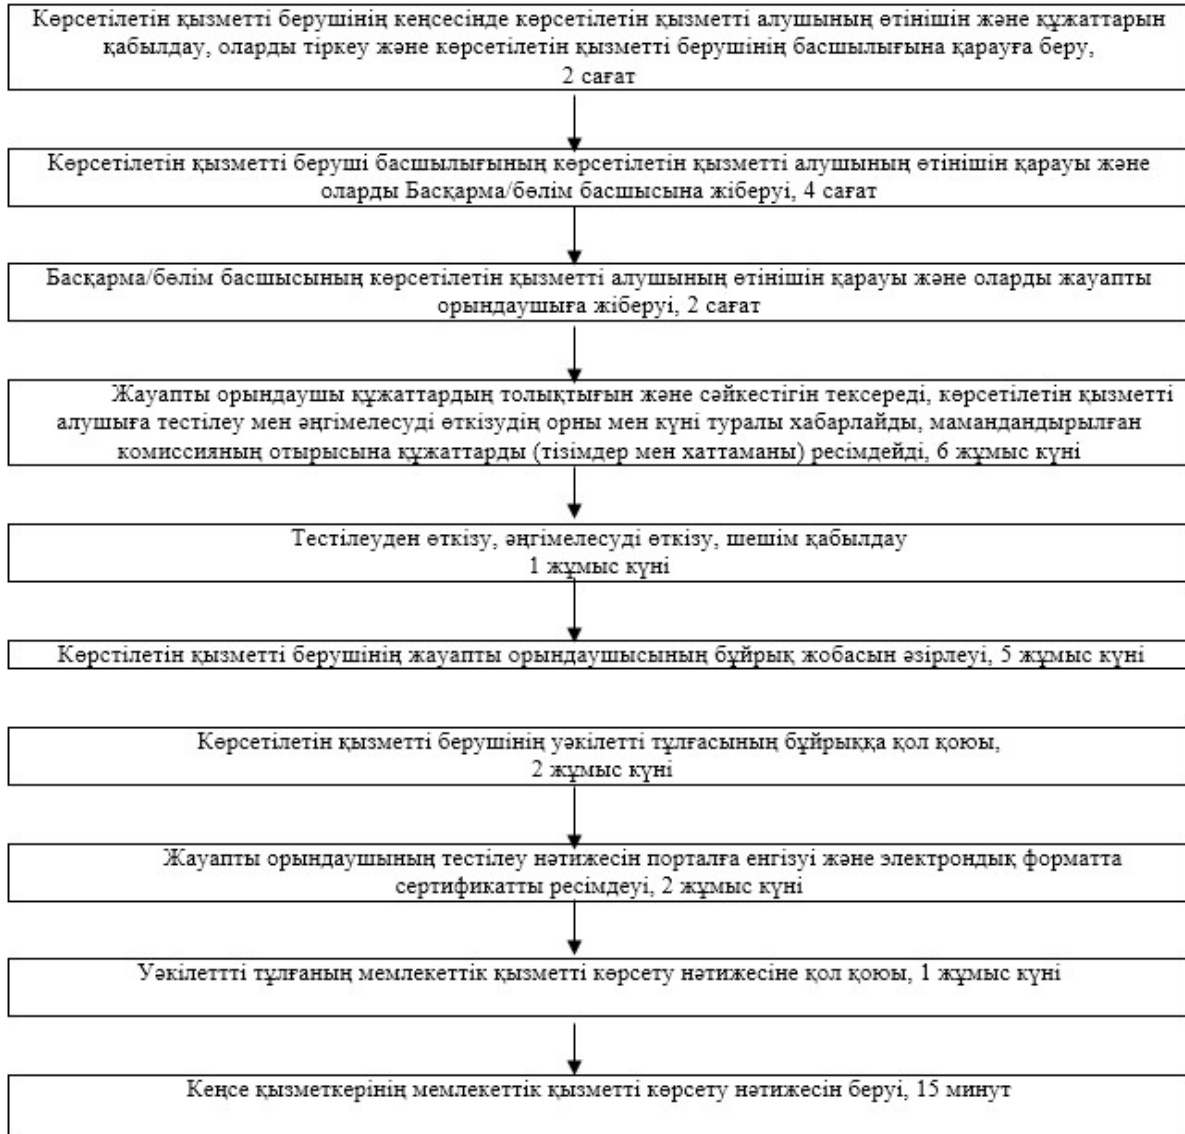 Көрсетілетін қызметті берушінің кеңсесінде көрсетілетін қызметті алушының өтінішін және құжаттарын
қабылдау, оларды тіркеу және көрсетілетін қызметті берушінің басшылығына қарауға беру,
2 сағат
Көрсетілетін қызметті беруші басшылығының көрсетілетін қызметті алушының өтінішін қарауы және
оларды Басқарма/бөлім басшысына жіберуі, 4 сағат
Басқарма/бөлім басшысының көрсетілетін қызметті алушының өтінішін қарауы және оларды жауапты
орындаушыға жіберуі, 2 сағат
Жауапты орындаушы құжаттардың толықтығын және сәйкестігін тексереді, көрсетілетін қызметті
алушыға тестілеу мен әңгімелесуді өткізудің орны мен күні туралы хабарлайды, мамандандырылған
комиссияның отырысына құжаттарды (тізімдер мен хаттаманы) ресімдейді, 6 жұмыс күні
Тестілеуден өткізу, әңгімелесуді өткізу, шешім қабылдау
1 жұмыс күні
Көрстілетін қызметті берушінің жауапты орындаушысының бұйрық жобасын әзірлеуі, 5 жұмыс күні
Көрсетілетін қызметті берушінің уәкілетті тұлғасының бұйрыққа қол қоюы,
2 жұмыс күні
Жауапты орындаушының тестілеу нәтижесін порталға енгізуі және электрондық форматта
сертификатты ресімдеуі, 2 жұмыс күні
Уәкілеттті тұлғаның мемлекеттік қызметті көрсету нәтижесіне қол қоюы, 1 жұмыс күні
Кеңсе қызметкерінің мемлекеттік қызметті көрсету нәтижесін беруі, 15 минут